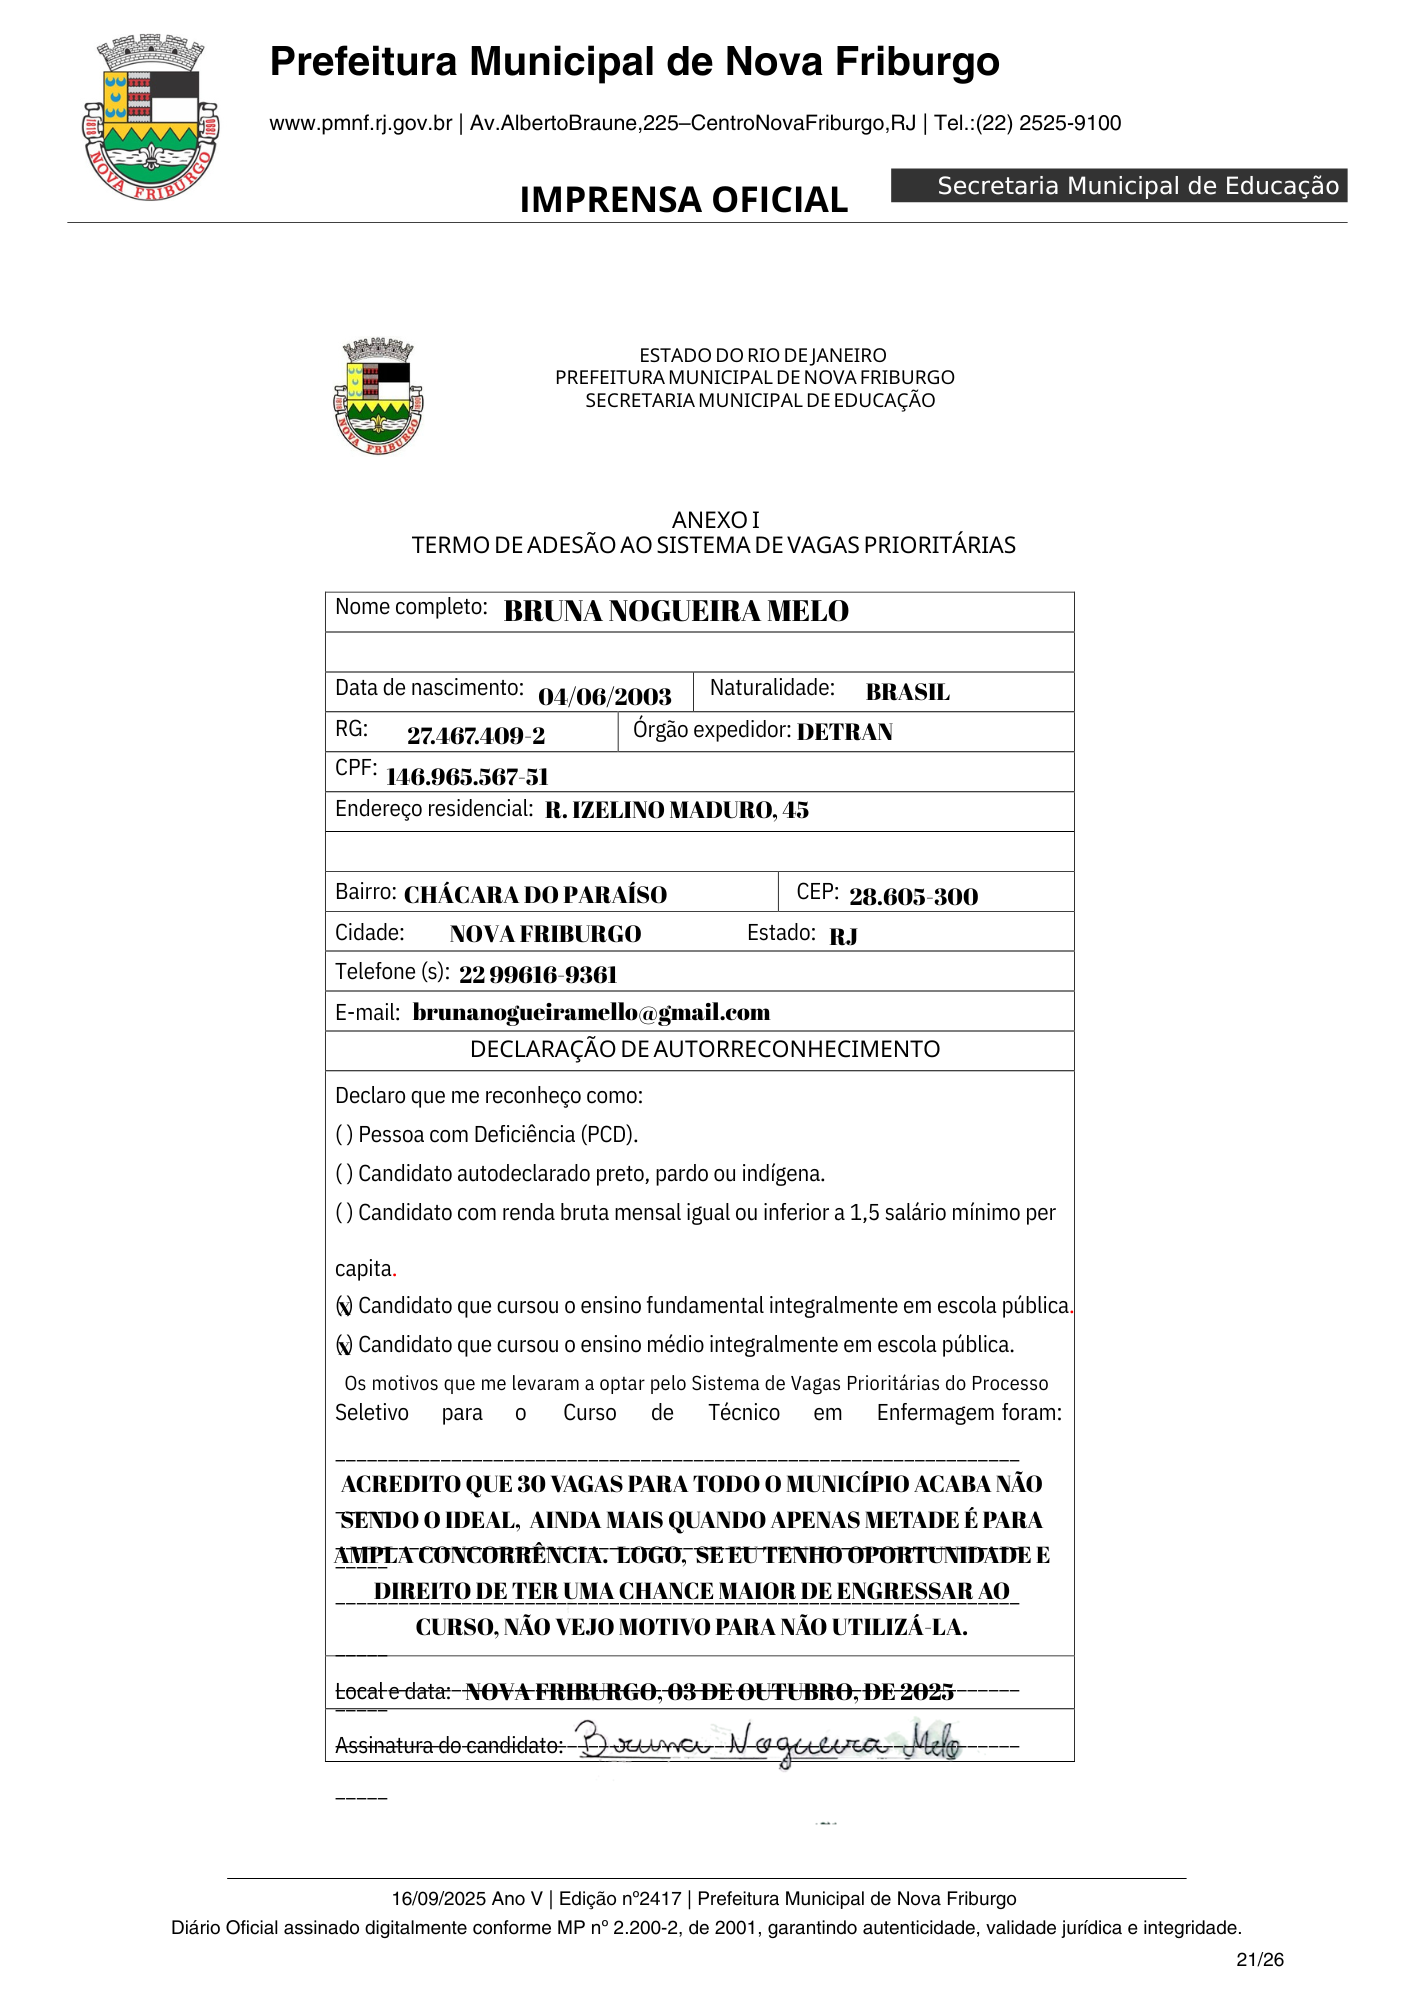 Prefeitura Municipal de Nova Friburgo
www.pmnf.rj.gov.br | Av.AlbertoBraune,225–CentroNovaFriburgo,RJ | Tel.:(22) 2525-9100
IMPRENSA OFICIAL
Secretaria Municipal de Educação
1818 NOVA FRIBURGO 1890
ESTADO DO RIO DE JANEIRO
PREFEITURA MUNICIPAL DE NOVA FRIBURGO
SECRETARIA MUNICIPAL DE EDUCAÇÃO
NOVA FRIBURGO
ANEXO I
TERMO DE ADESÃO AO SISTEMA DE VAGAS PRIORITÁRIAS
Nome completo: BRUNA NOGUEIRA MELO
Data de nascimento: 04/06/2003 Naturalidade: BRASIL
RG: 27.467.409-2 Órgão expedidor: DETRAN
CPF: 146.965.567-51
Endereço residencial: R. IZELINO MADURO, 45
Bairro: CHÁCARA DO PARAÍSO CEP: 28.605-300
Cidade: NOVA FRIBURGO Estado: RJ
Telefone (s): 22 99616-9361
E-mail: brunanogueiramello@gmail.com
DECLARAÇÃO DE AUTORRECONHECIMENTO
Declaro que me reconheço como:
( ) Pessoa com Deficiência (PCD).
( ) Candidato autodeclarado preto, pardo ou indígena.
( ) Candidato com renda bruta mensal igual ou inferior a 1,5 salário mínimo per
capita.
(x) Candidato que cursou o ensino fundamental integralmente em escola pública.
(x) Candidato que cursou o ensino médio integralmente em escola pública.
Os motivos que me levaram a optar pelo Sistema de Vagas Prioritárias do Processo
Seletivo para o Curso de Técnico em Enfermagem foram:
ACREDITO QUE 30 VAGAS PARA TODO O MUNICÍPIO ACABA NÃO
SENDO O IDEAL, AINDA MAIS QUANDO APENAS METADE É PARA
AMPLA CONCORRÊNCIA. LOGO, SE EU TENHO OPORTUNIDADE E
DIREITO DE TER UMA CHANCE MAIOR DE ENGRESSAR AO
CURSO, NÃO VEJO MOTIVO PARA NÃO UTILIZÁ-LA.
Local e data: NOVA FRIBURGO, 03 DE OUTUBRO, DE 2025
Assinatura do candidato: Bruna Nogueira Melo
16/09/2025 Ano V | Edição nº2417 | Prefeitura Municipal de Nova Friburgo
Diário Oficial assinado digitalmente conforme MP nº 2.200-2, de 2001, garantindo autenticidade, validade jurídica e integridade.
21/26